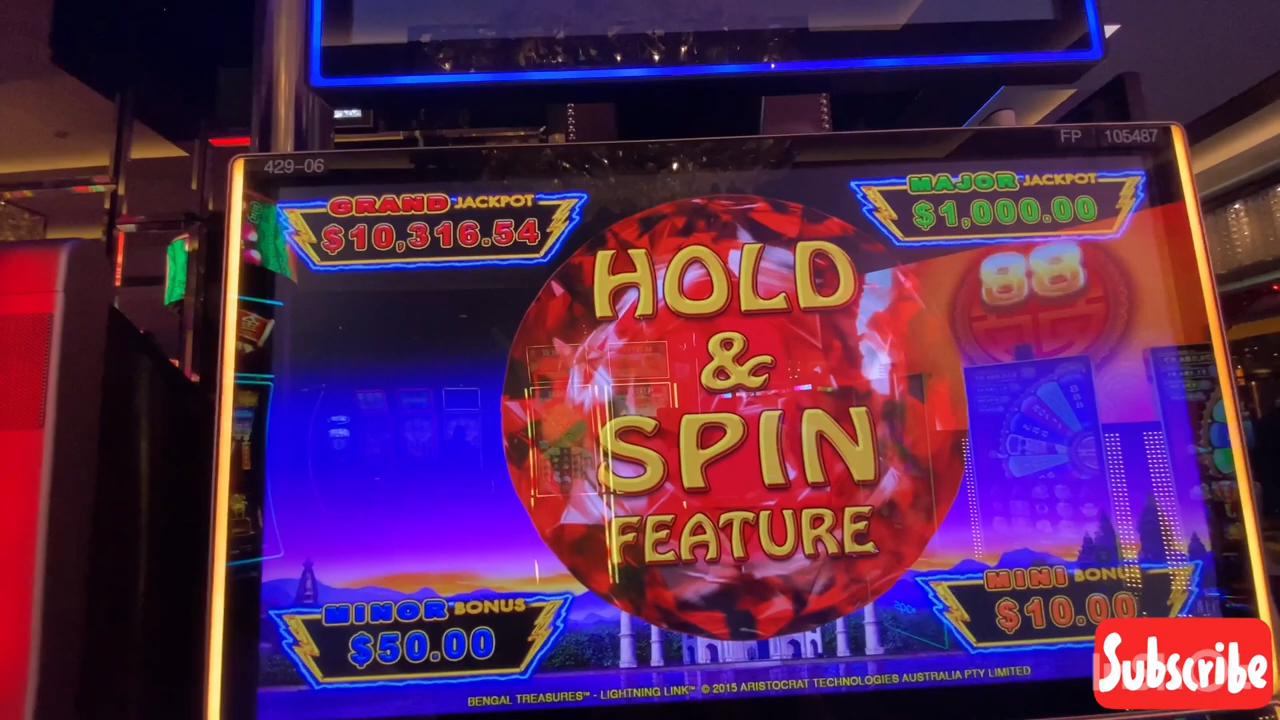 429-06
FP 105487
GRAND JACKPOT
$10,316.54
MAJOR JACKPOT
$1,000.00
88
HOLD
&
SPIN
FEATURE
MINOR BONUS
$50.00
MINI BONUS
$10.00
BENGAL TREASURES™ - LIGHTNING LINK™ © 2015 ARISTOCRAT TECHNOLOGIES AUSTRALIA PTY LIMITED
Subscribe